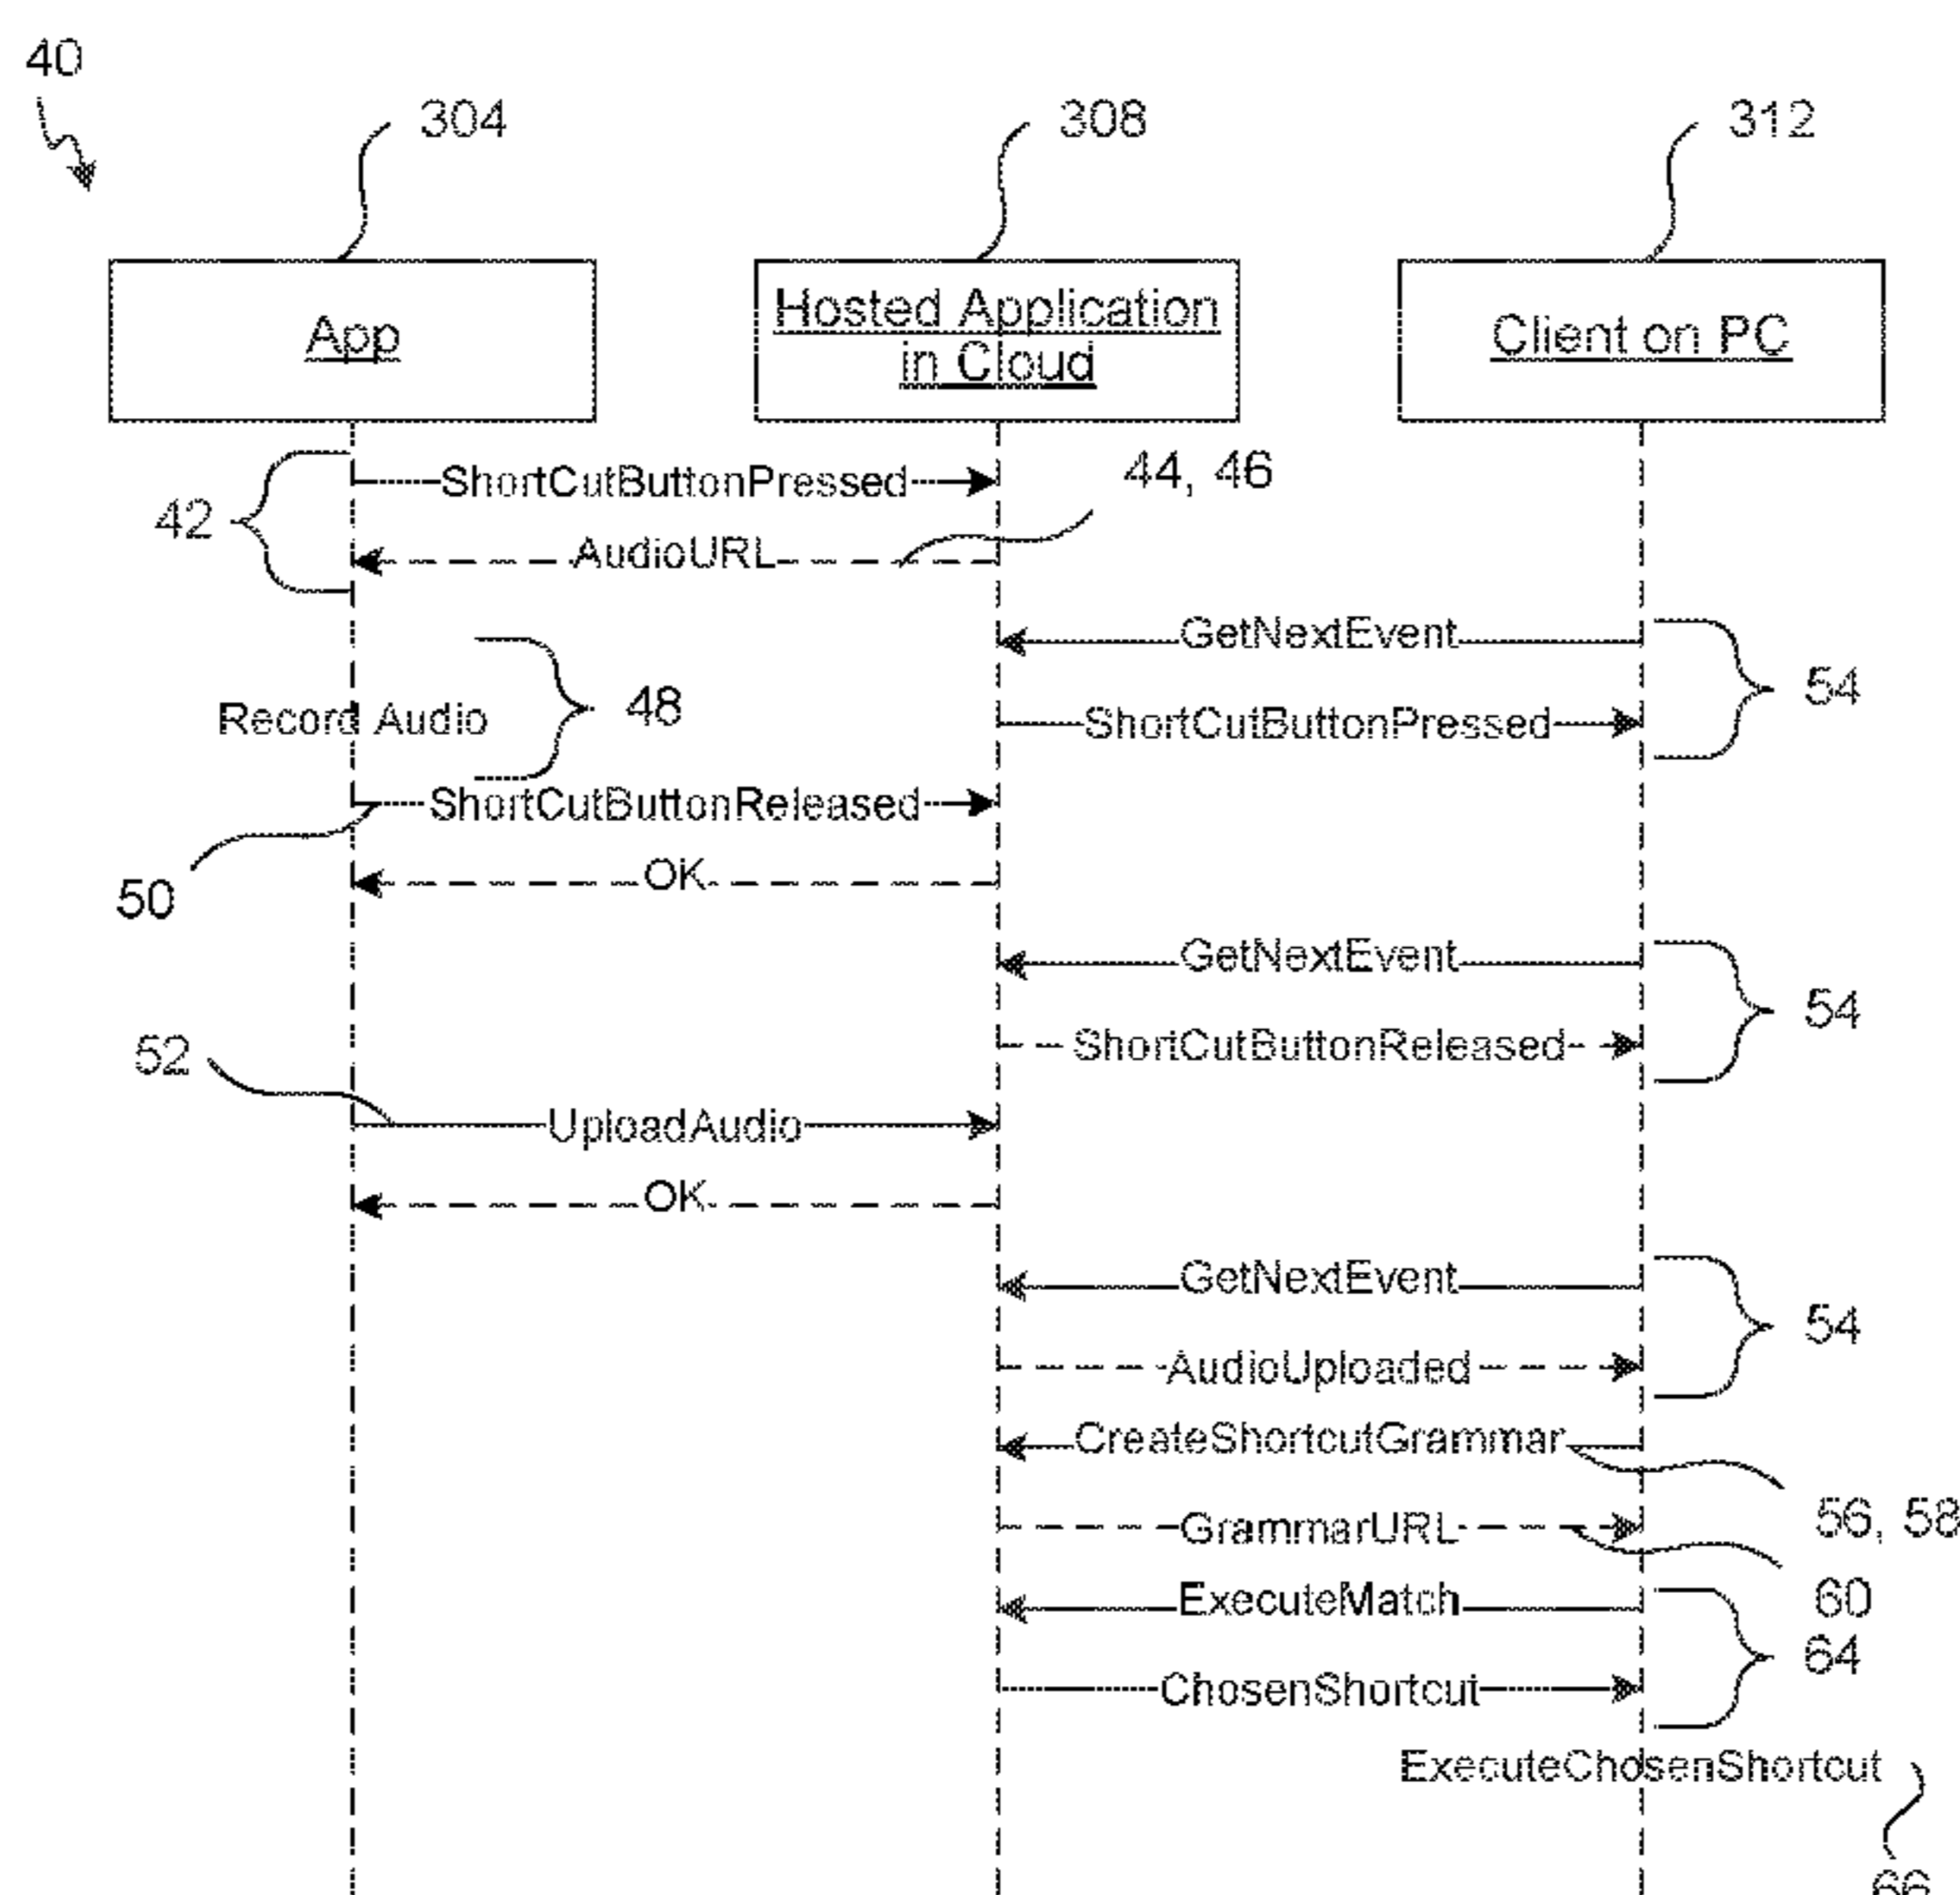 40
304
308
312
App
Hosted Application
in Cloud
Client on PC
ShortCutButtonPressed
44, 46
42
AudioURL
GetNextEvent
54
48
Record Audio
ShortCutButtonPressed
ShortCutButtonReleased
50
OK
GetNextEvent
54
52
ShortCutButtonReleased
UploadAudio
OK
GetNextEvent
54
AudioUploaded
CreateShortcutGrammar
56, 58
GrammarURL
60
ExecuteMatch
64
ChosenShortcut
ExecuteChosenShortcut
66